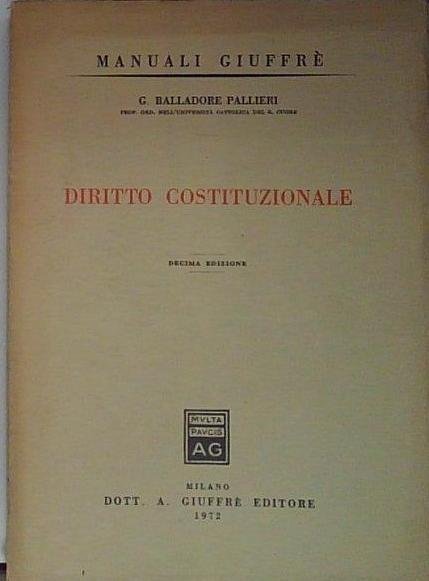 MANUALI GIUFFRÈ
G. BALLADORE PALLIERI
PROF. ORD. NELL'UNIVERSITÀ CATTOLICA DEL S. CUORE
DIRITTO COSTITUZIONALE
DECIMA EDIZIONE
MVLTA
PAVCIS
AG
MILANO
DOTT. A. GIUFFRÈ EDITORE
1972